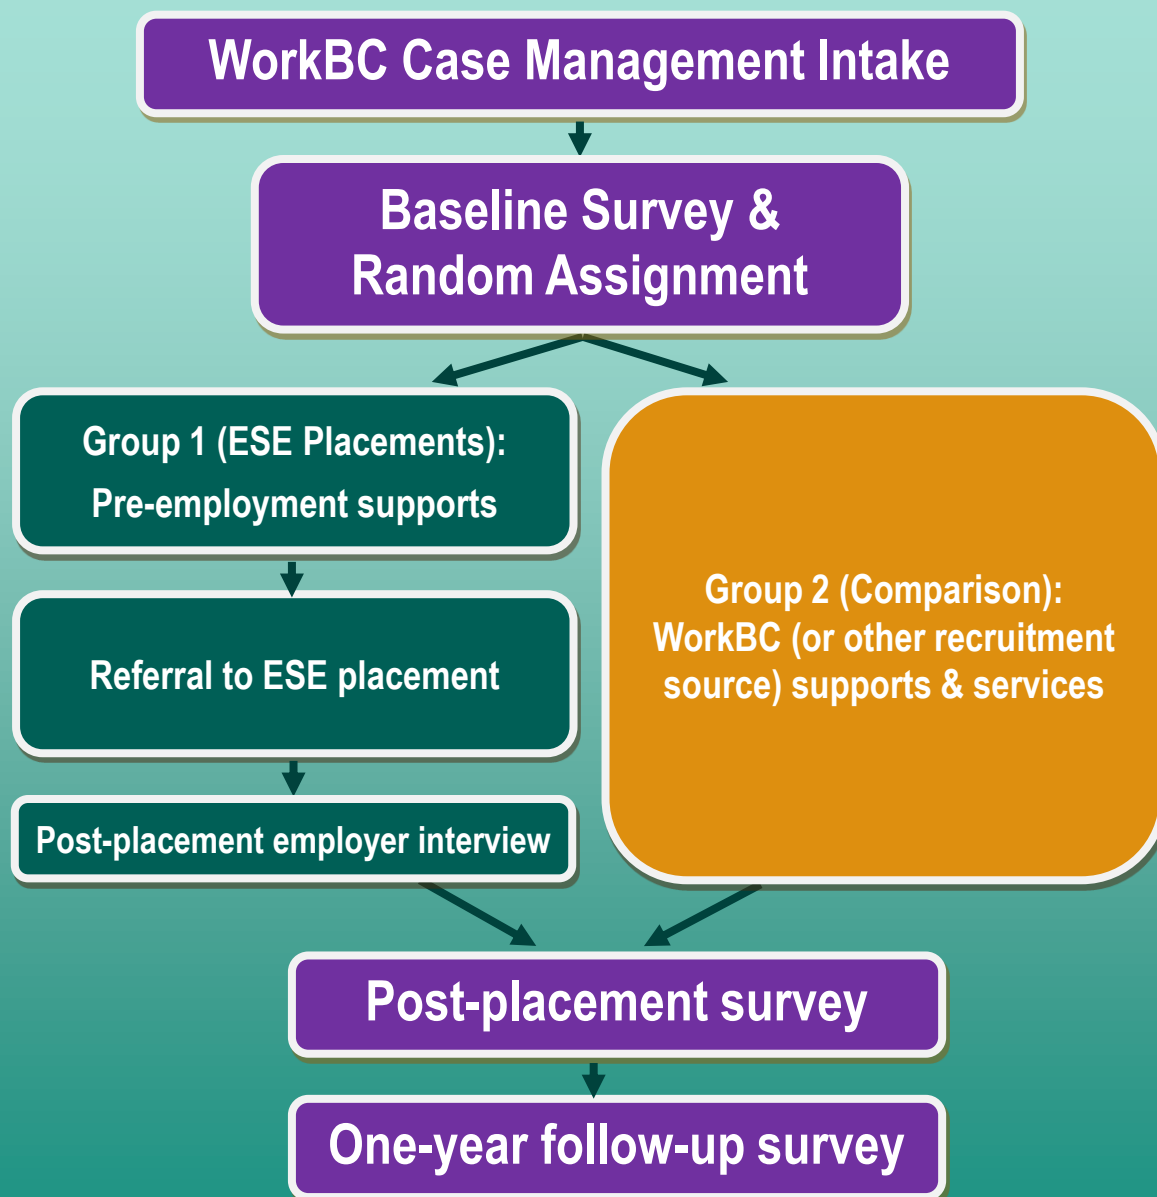 WorkBC Case Management Intake
Baseline Survey &
Random Assignment
Group 1 (ESE Placements):
Pre-employment supports
Referral to ESE placement
Post-placement employer interview
Group 2 (Comparison):
WorkBC (or other recruitment
source) supports & services
Post-placement survey
One-year follow-up survey